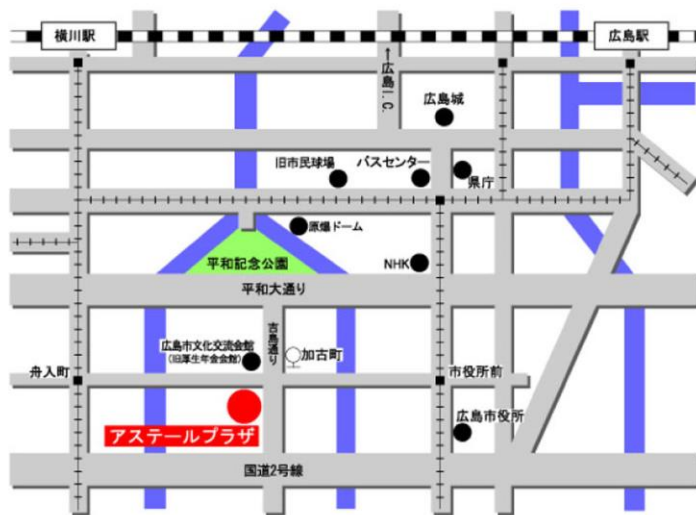 横川駅
広島駅
←広島I.C.
広島城
旧市民球場
バスセンター
県庁
原爆ドーム
平和記念公園
NHK
平和大通り
吉島通り
広島市文化交流会館
(旧厚生年金会館)
加古町
舟入町
市役所前
アステールプラザ
広島市役所
国道2号線